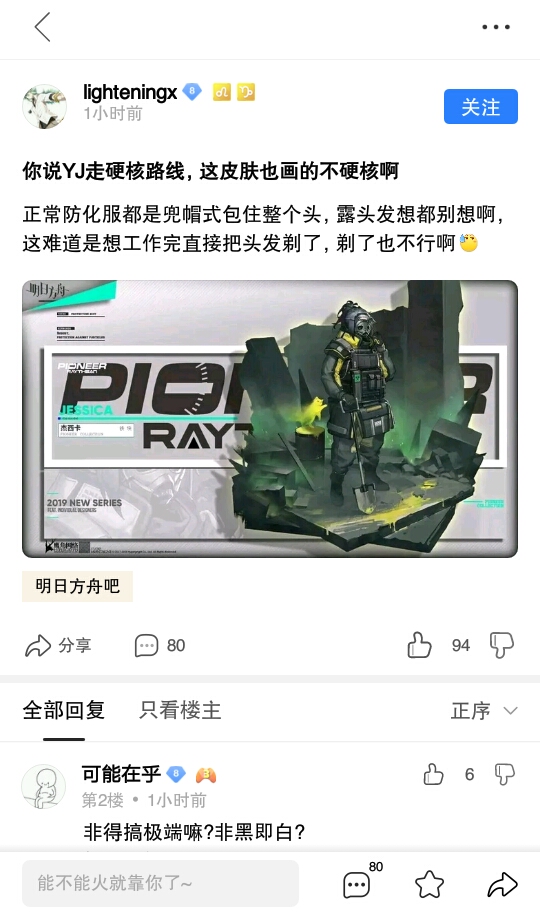 lighteningx
1小时前
关注
你说YJ走硬核路线，这皮肤也画的不硬核啊
正常防化服都是兜帽式包住整个头，露头发想都别想啊，
这难道是想工作完直接把头发剃了，剃了也不行啊
明日方舟
PIONEER
RAYTHEAN
JESSICA
杰西卡
2019 NEW SERIES
明日方舟吧
分享
80
94
全部回复
只看楼主
正序
可能在乎
6
第2楼 • 1小时前
非得搞极端嘛?非黑即白?
能不能火就靠你了~
80